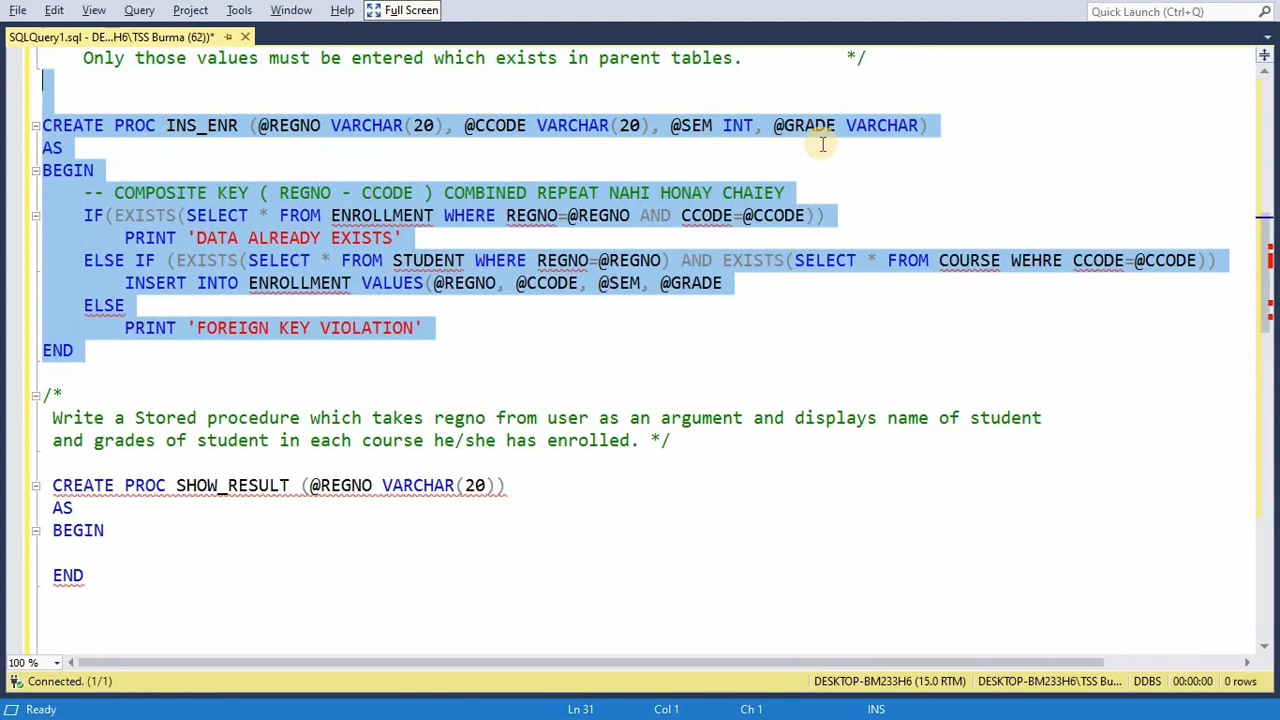 File Edit View Query Project Tools Window Help Full Screen Quick Launch (Ctrl+Q)
SQLQuery1.sql - DE...H6\TSS Burma (62))*
Only those values must be entered which exists in parent tables. */
CREATE PROC INS_ENR (@REGNO VARCHAR(20), @CCODE VARCHAR(20), @SEM INT, @GRADE VARCHAR)
AS
BEGIN
-- COMPOSITE KEY ( REGNO - CCODE ) COMBINED REPEAT NAHI HONAY CHAIEY
IF(EXISTS(SELECT * FROM ENROLLMENT WHERE REGNO=@REGNO AND CCODE=@CCODE))
PRINT 'DATA ALREADY EXISTS'
ELSE IF (EXISTS(SELECT * FROM STUDENT WHERE REGNO=@REGNO) AND EXISTS(SELECT * FROM COURSE WEHRE CCODE=@CCODE))
INSERT INTO ENROLLMENT VALUES(@REGNO, @CCODE, @SEM, @GRADE
ELSE
PRINT 'FOREIGN KEY VIOLATION'
END
/*
Write a Stored procedure which takes regno from user as an argument and displays name of student
and grades of student in each course he/she has enrolled. */
CREATE PROC SHOW_RESULT (@REGNO VARCHAR(20))
AS
BEGIN
END
100 %
Connected. (1/1) DESKTOP-BM233H6 (15.0 RTM) DESKTOP-BM233H6\TSS Bu... DDBS 00:00:00 0 rows
Ready Ln 31 Col 1 Ch 1 INS